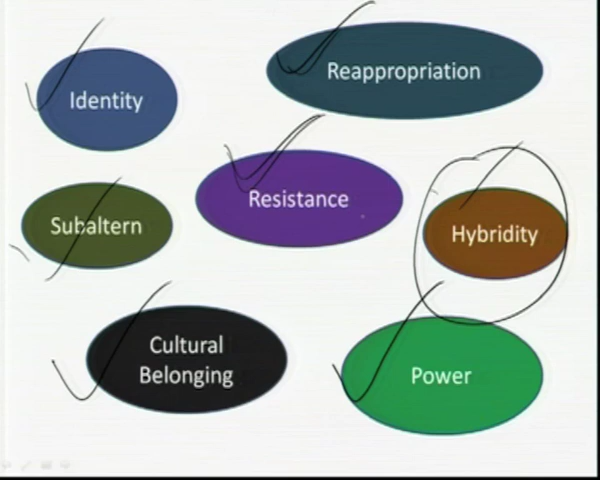 Identity
Reappropriation
Resistance
Subaltern
Hybridity
Cultural
Belonging
Power